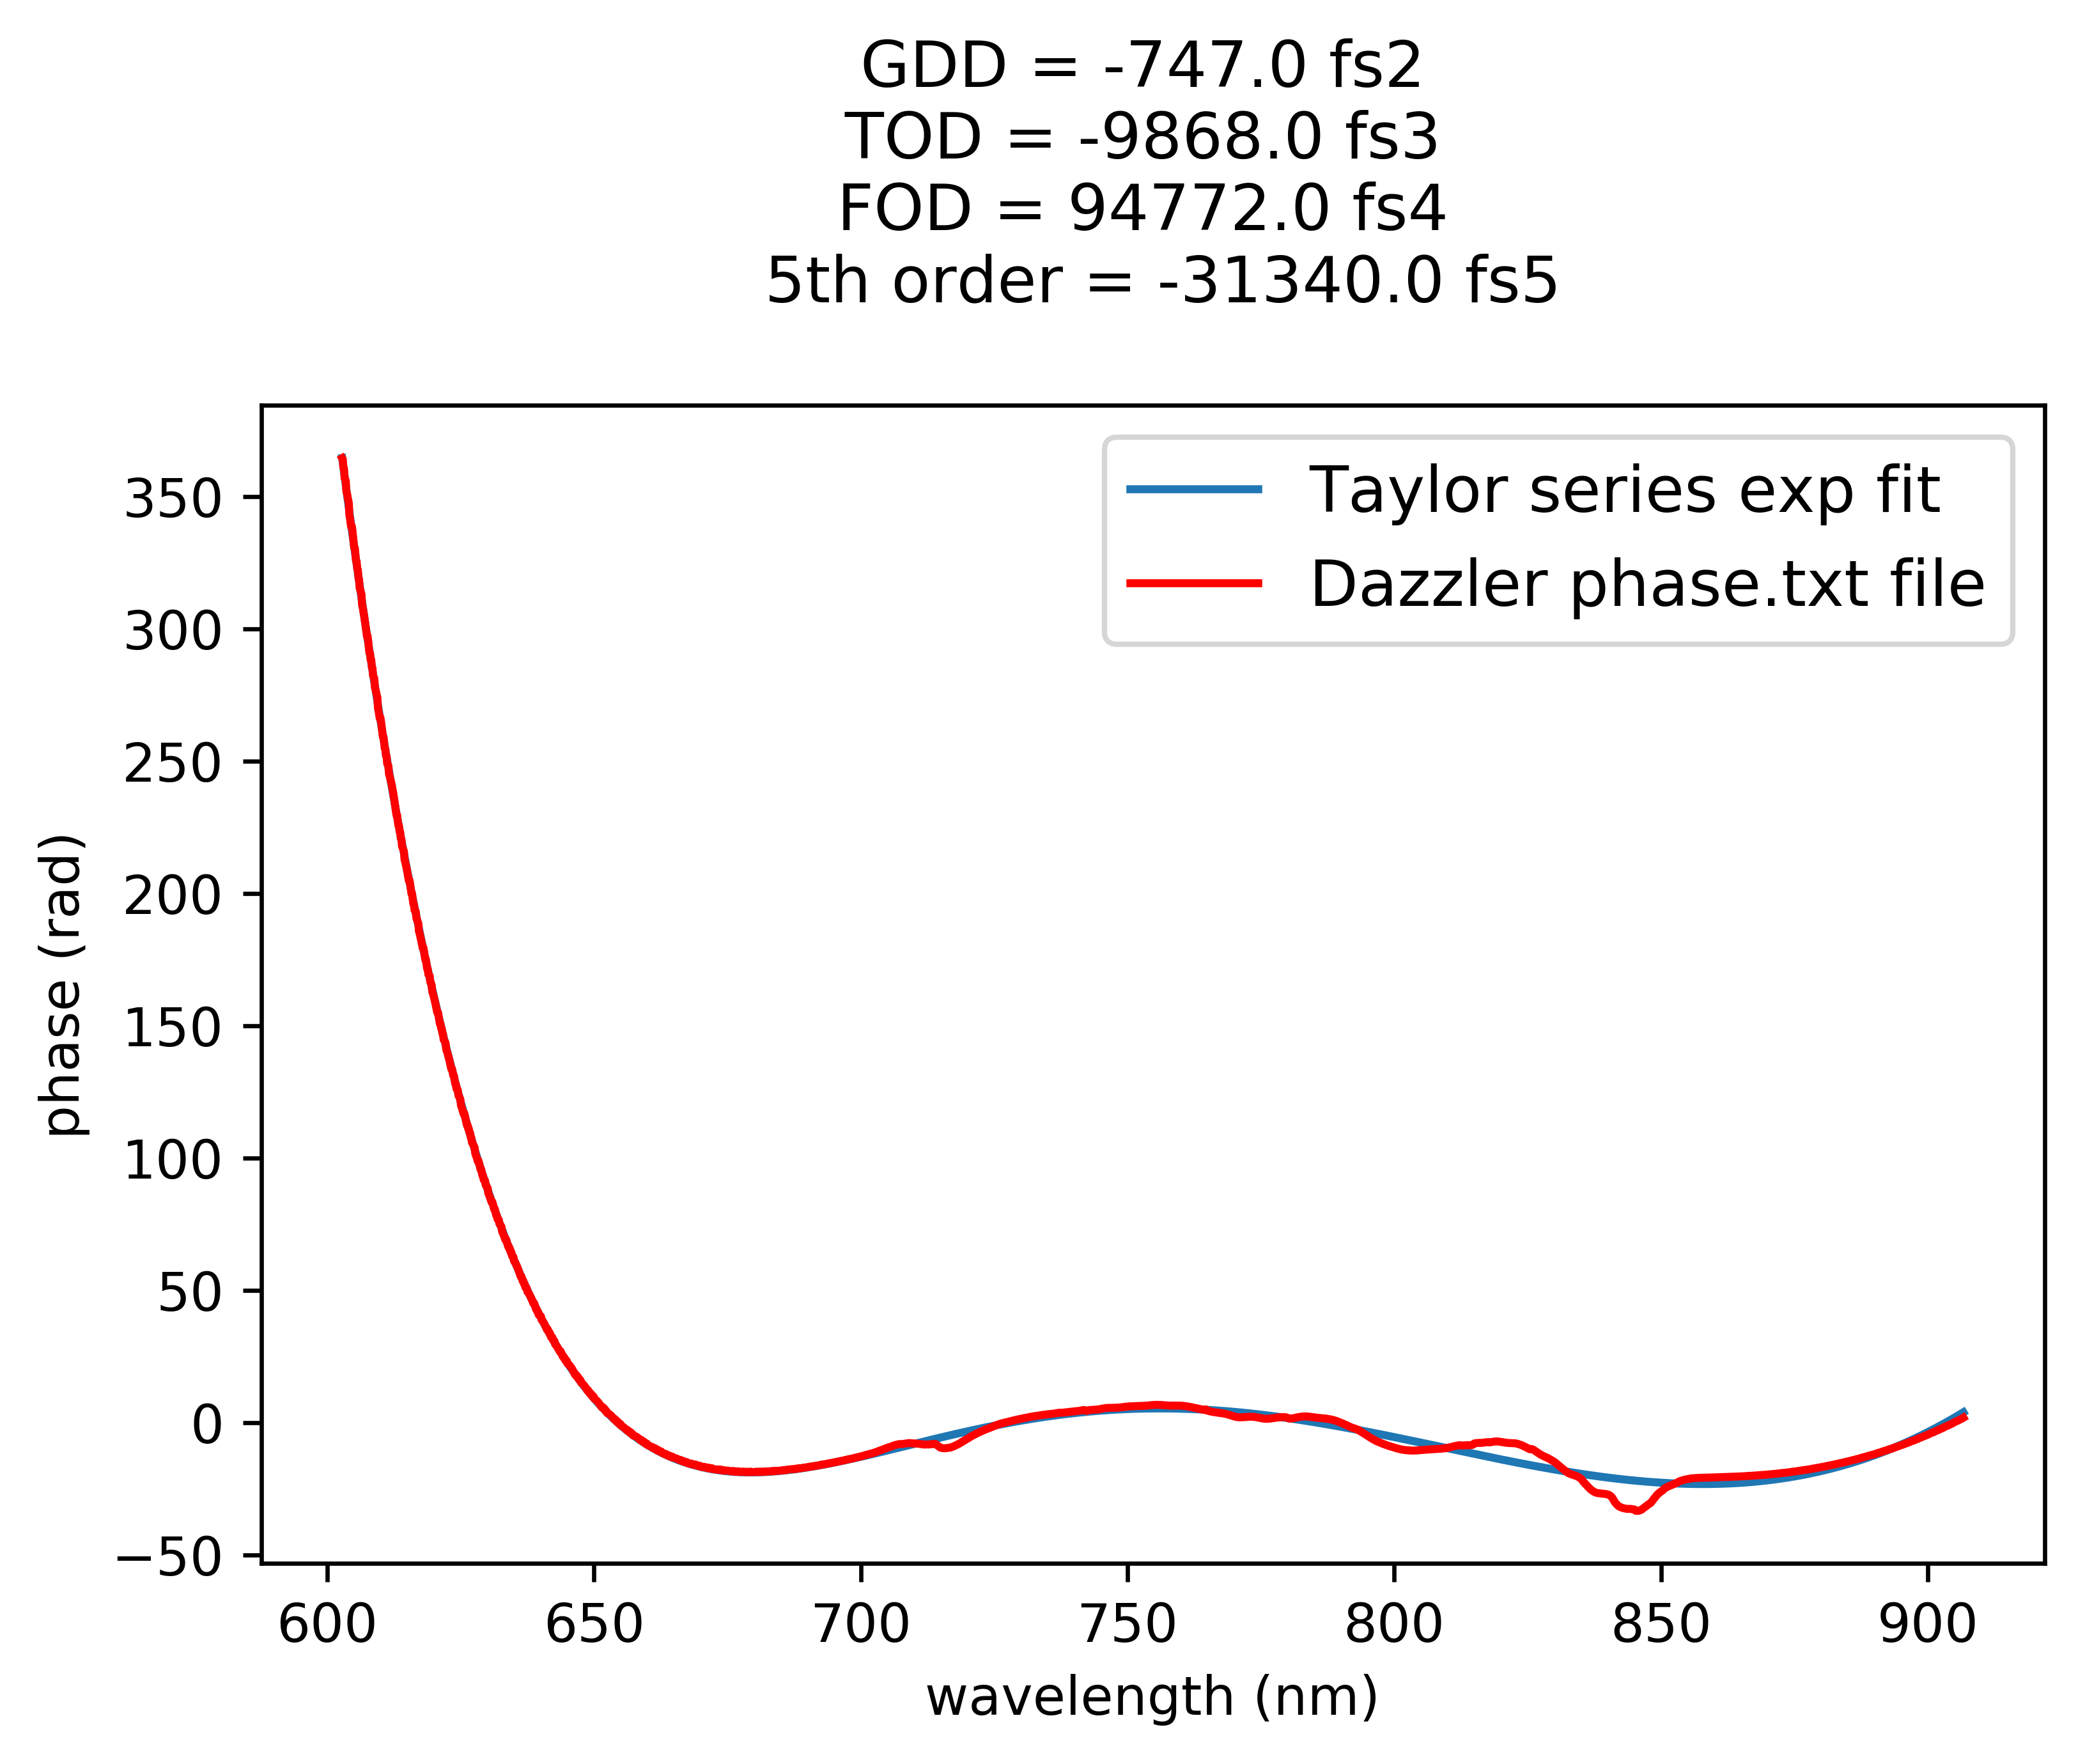 GDD = -747.0 fs2
TOD = -9868.0 fs3
FOD = 94772.0 fs4
5th order = -31340.0 fs5
Taylor series exp fit
Dazzler phase.txt file
350
300
250
200
150
100
50
0
−50
phase (rad)
600 650 700 750 800 850 900
wavelength (nm)